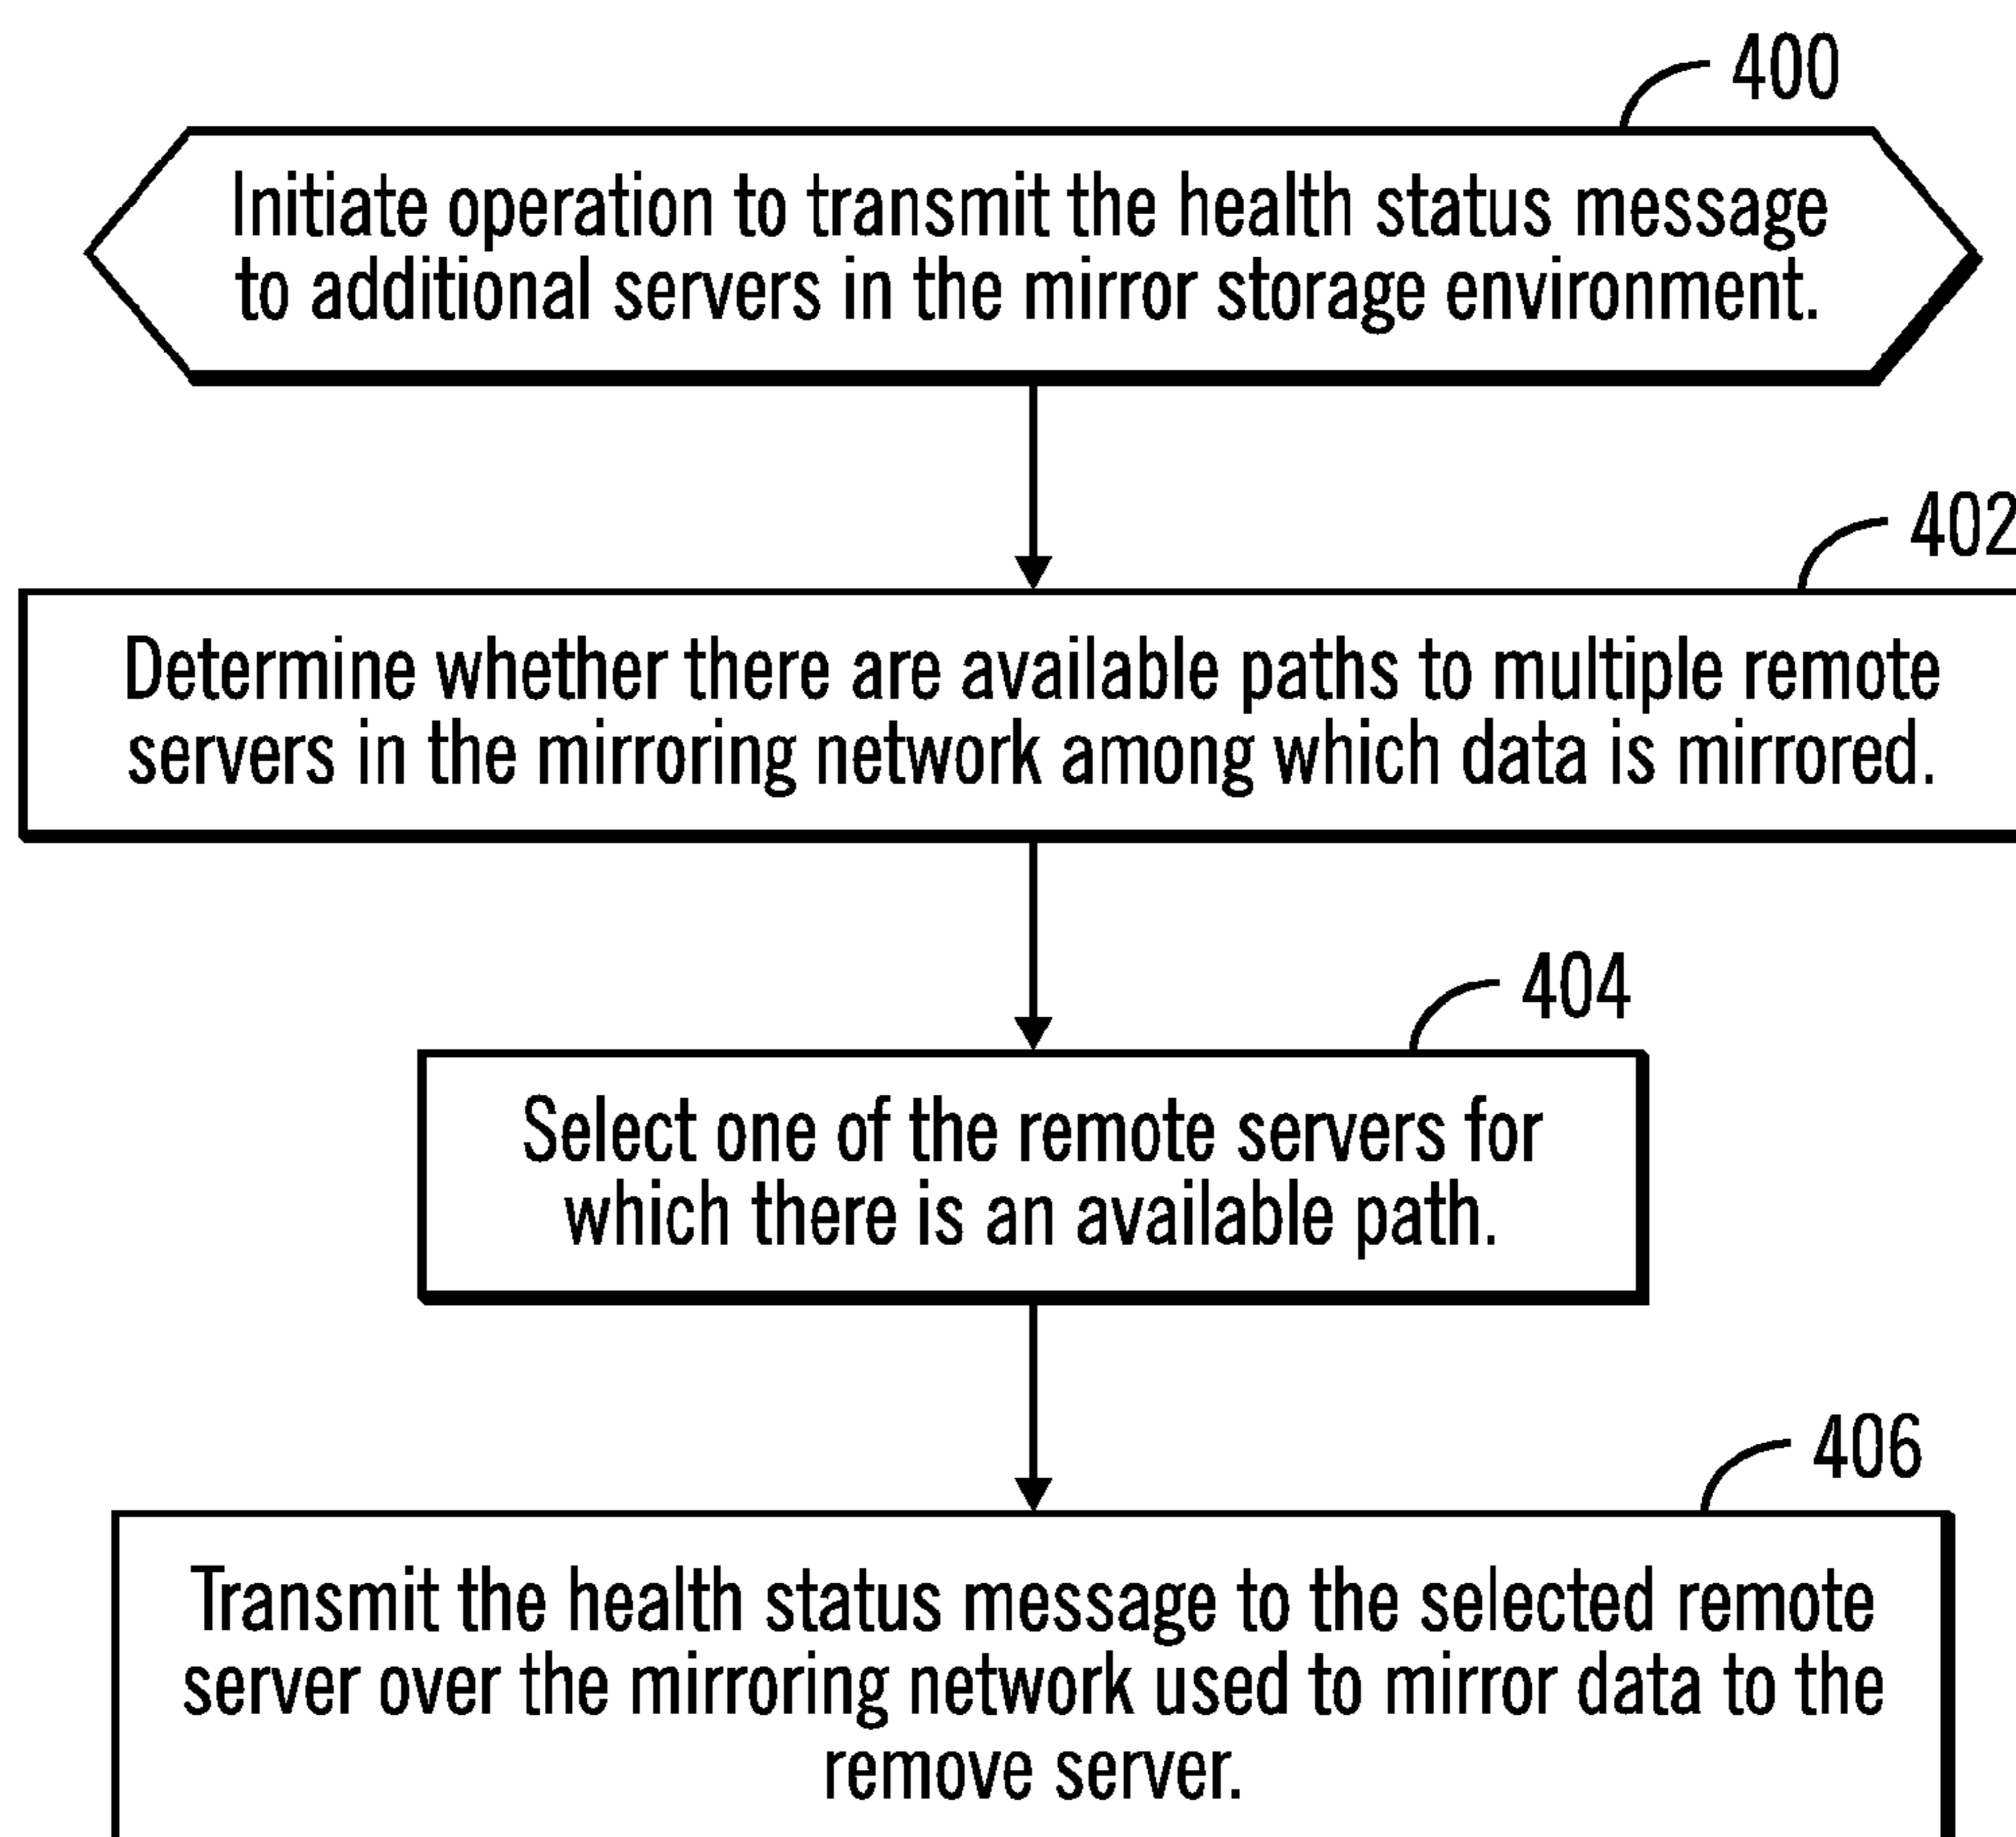 400
Initiate operation to transmit the health status message
to additional servers in the mirror storage environment.
402
Determine whether there are available paths to multiple remote
servers in the mirroring network among which data is mirrored.
404
Select one of the remote servers for
which there is an available path.
406
Transmit the health status message to the selected remote
server over the mirroring network used to mirror data to the
remove server.